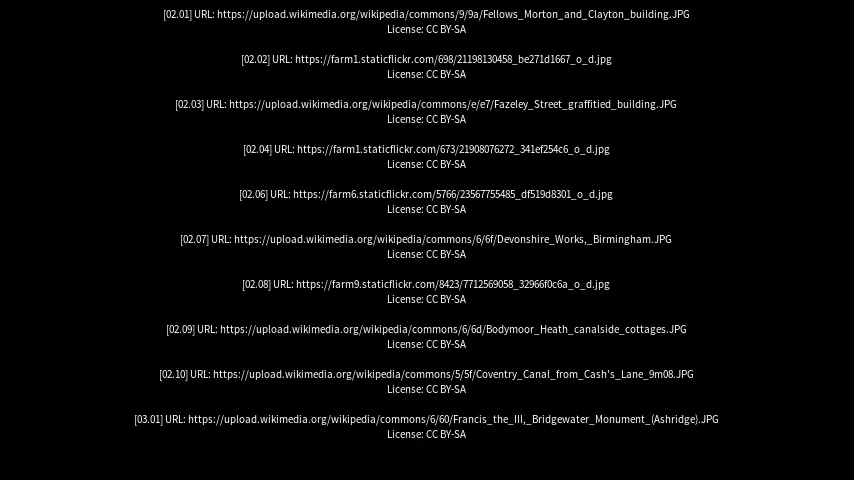 [02.01] URL: https://upload.wikimedia.org/wikipedia/commons/9/9a/Fellows_Morton_and_Clayton_building.JPG
License: CC BY-SA
[02.02] URL: https://farm1.staticflickr.com/698/21198130458_be271d1667_o_d.jpg
License: CC BY-SA
[02.03] URL: https://upload.wikimedia.org/wikipedia/commons/e/e7/Fazeley_Street_graffitied_building.JPG
License: CC BY-SA
[02.04] URL: https://farm1.staticflickr.com/673/21908076272_341ef254c6_o_d.jpg
License: CC BY-SA
[02.06] URL: https://farm6.staticflickr.com/5766/23567755485_df519d8301_o_d.jpg
License: CC BY-SA
[02.07] URL: https://upload.wikimedia.org/wikipedia/commons/6/6f/Devonshire_Works,_Birmingham.JPG
License: CC BY-SA
[02.08] URL: https://farm9.staticflickr.com/8423/7712569058_32966f0c6a_o_d.jpg
License: CC BY-SA
[02.09] URL: https://upload.wikimedia.org/wikipedia/commons/6/6d/Bodymoor_Heath_canalside_cottages.JPG
License: CC BY-SA
[02.10] URL: https://upload.wikimedia.org/wikipedia/commons/5/5f/Coventry_Canal_from_Cash's_Lane_9m08.JPG
License: CC BY-SA
[03.01] URL: https://upload.wikimedia.org/wikipedia/commons/6/60/Francis_the_III,_Bridgewater_Monument_(Ashridge).JPG
License: CC BY-SA